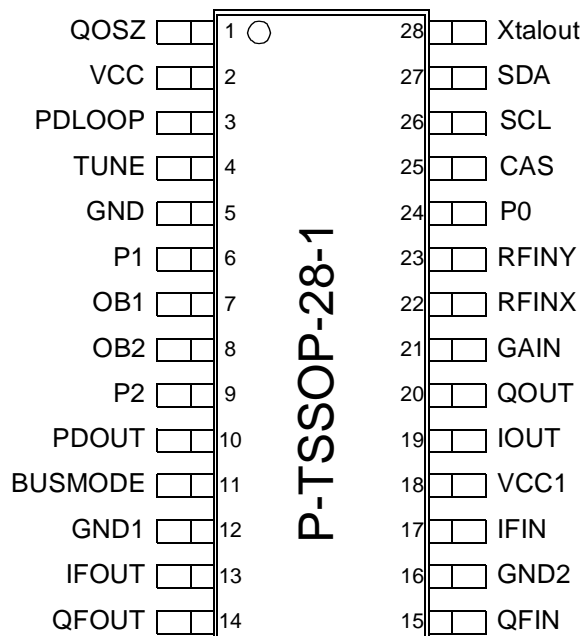 QOSZ 1 28 Xtalout
VCC 2 27 SDA
PDLOOP 3 26 SCL
TUNE 4 25 CAS
GND 5 24 P0
P1 6 23 RFINY
OB1 7 22 RFINX
OB2 8 21 GAIN
P2 9 20 QOUT
PDOUT 10 19 IOUT
BUSMODE 11 18 VCC1
GND1 12 17 IFIN
IFOUT 13 16 GND2
QFOUT 14 15 QFIN
P-TSSOP-28-1